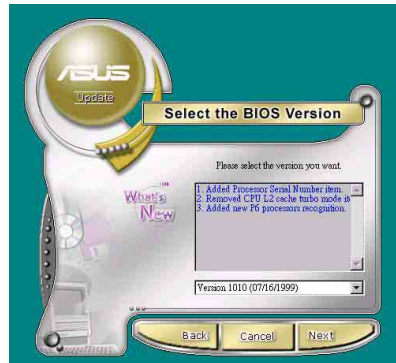 ASUS
Update
Select the BIOS Version
Please select the version you want.
What's
New
1. Added Processor Serial Number item.
2. Removed CPU L2 cache turbo mode it
3. Added new P6 processors recognition.
Version 1010 (07/16/1999)
Back Cancel Next